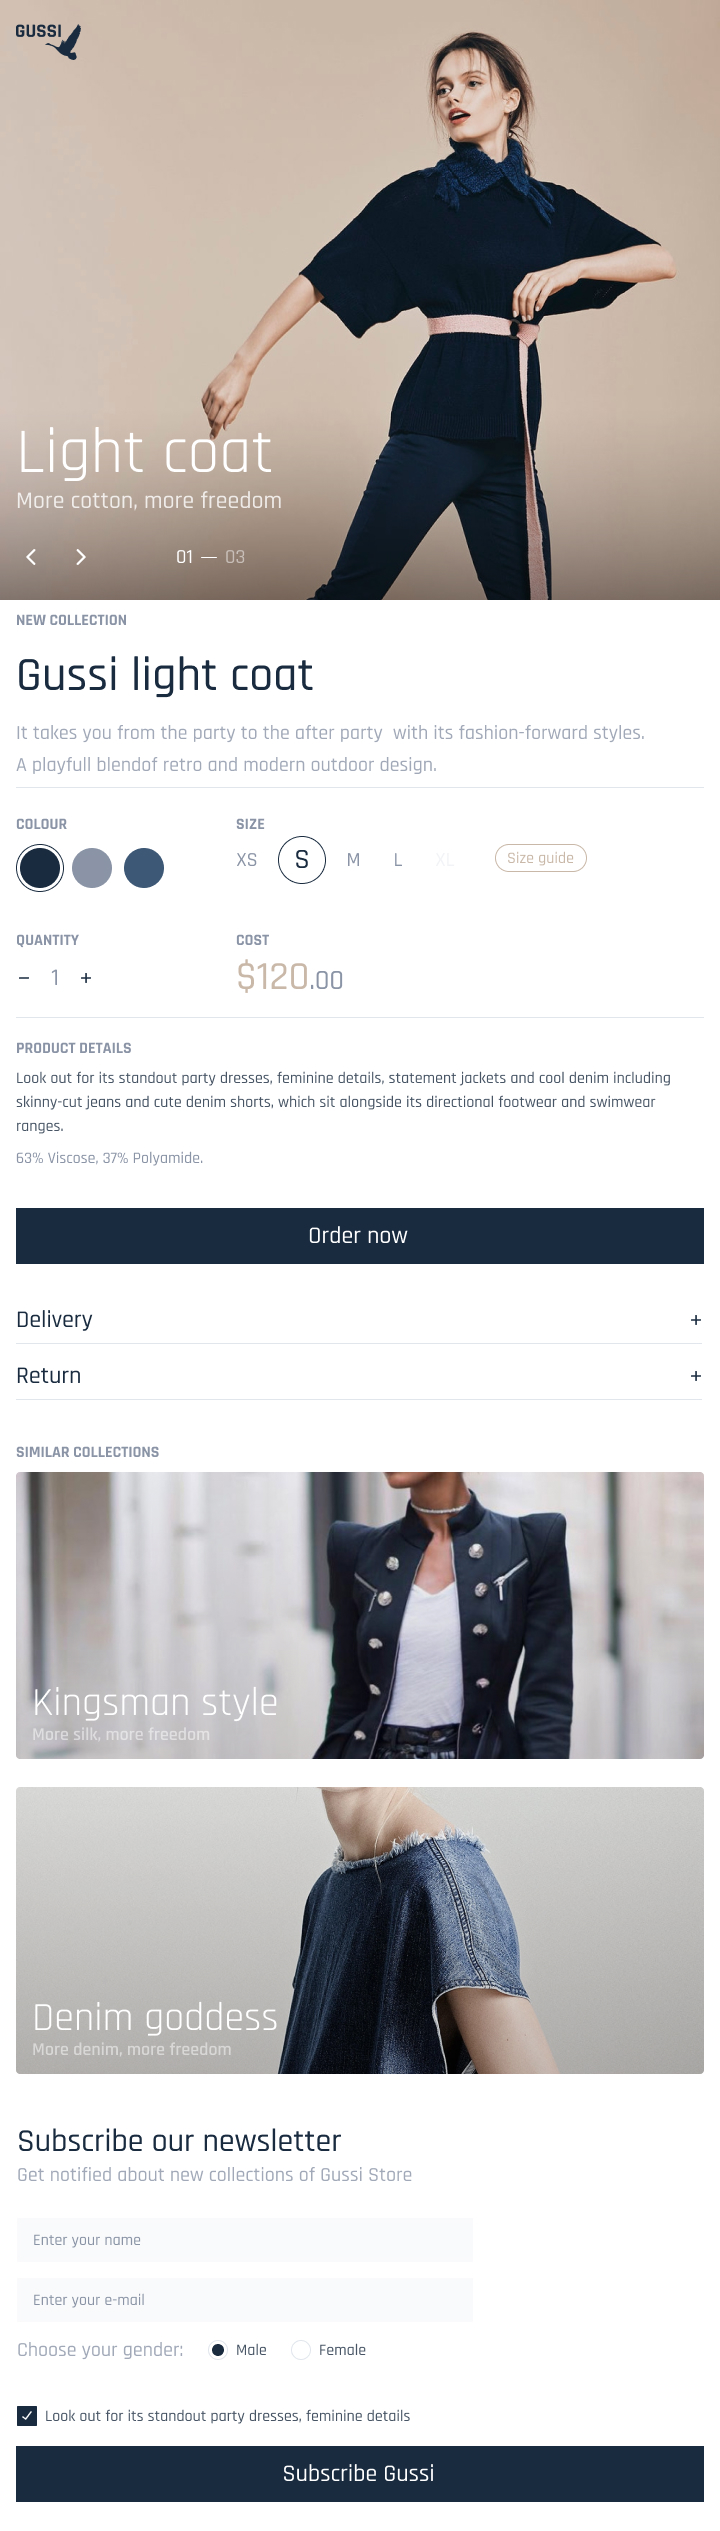 GUSSI
Light coat
More cotton, more freedom
01 — 03
NEW COLLECTION
Gussi light coat
It takes you from the party to the after party  with its fashion-forward styles.
A playfull blendof retro and modern outdoor design.
COLOUR
SIZE
XS S M L XL Size guide
QUANTITY
COST
− 1 +
$120.00
PRODUCT DETAILS
Look out for its standout party dresses, feminine details, statement jackets and cool denim including
skinny-cut jeans and cute denim shorts, which sit alongside its directional footwear and swimwear
ranges.
63% Viscose, 37% Polyamide.
Order now
Delivery +
Return +
SIMILAR COLLECTIONS
Kingsman style
More silk, more freedom
Denim goddess
More denim, more freedom
Subscribe our newsletter
Get notified about new collections of Gussi Store
Enter your name
Enter your e-mail
Choose your gender: Male Female
Look out for its standout party dresses, feminine details
Subscribe Gussi